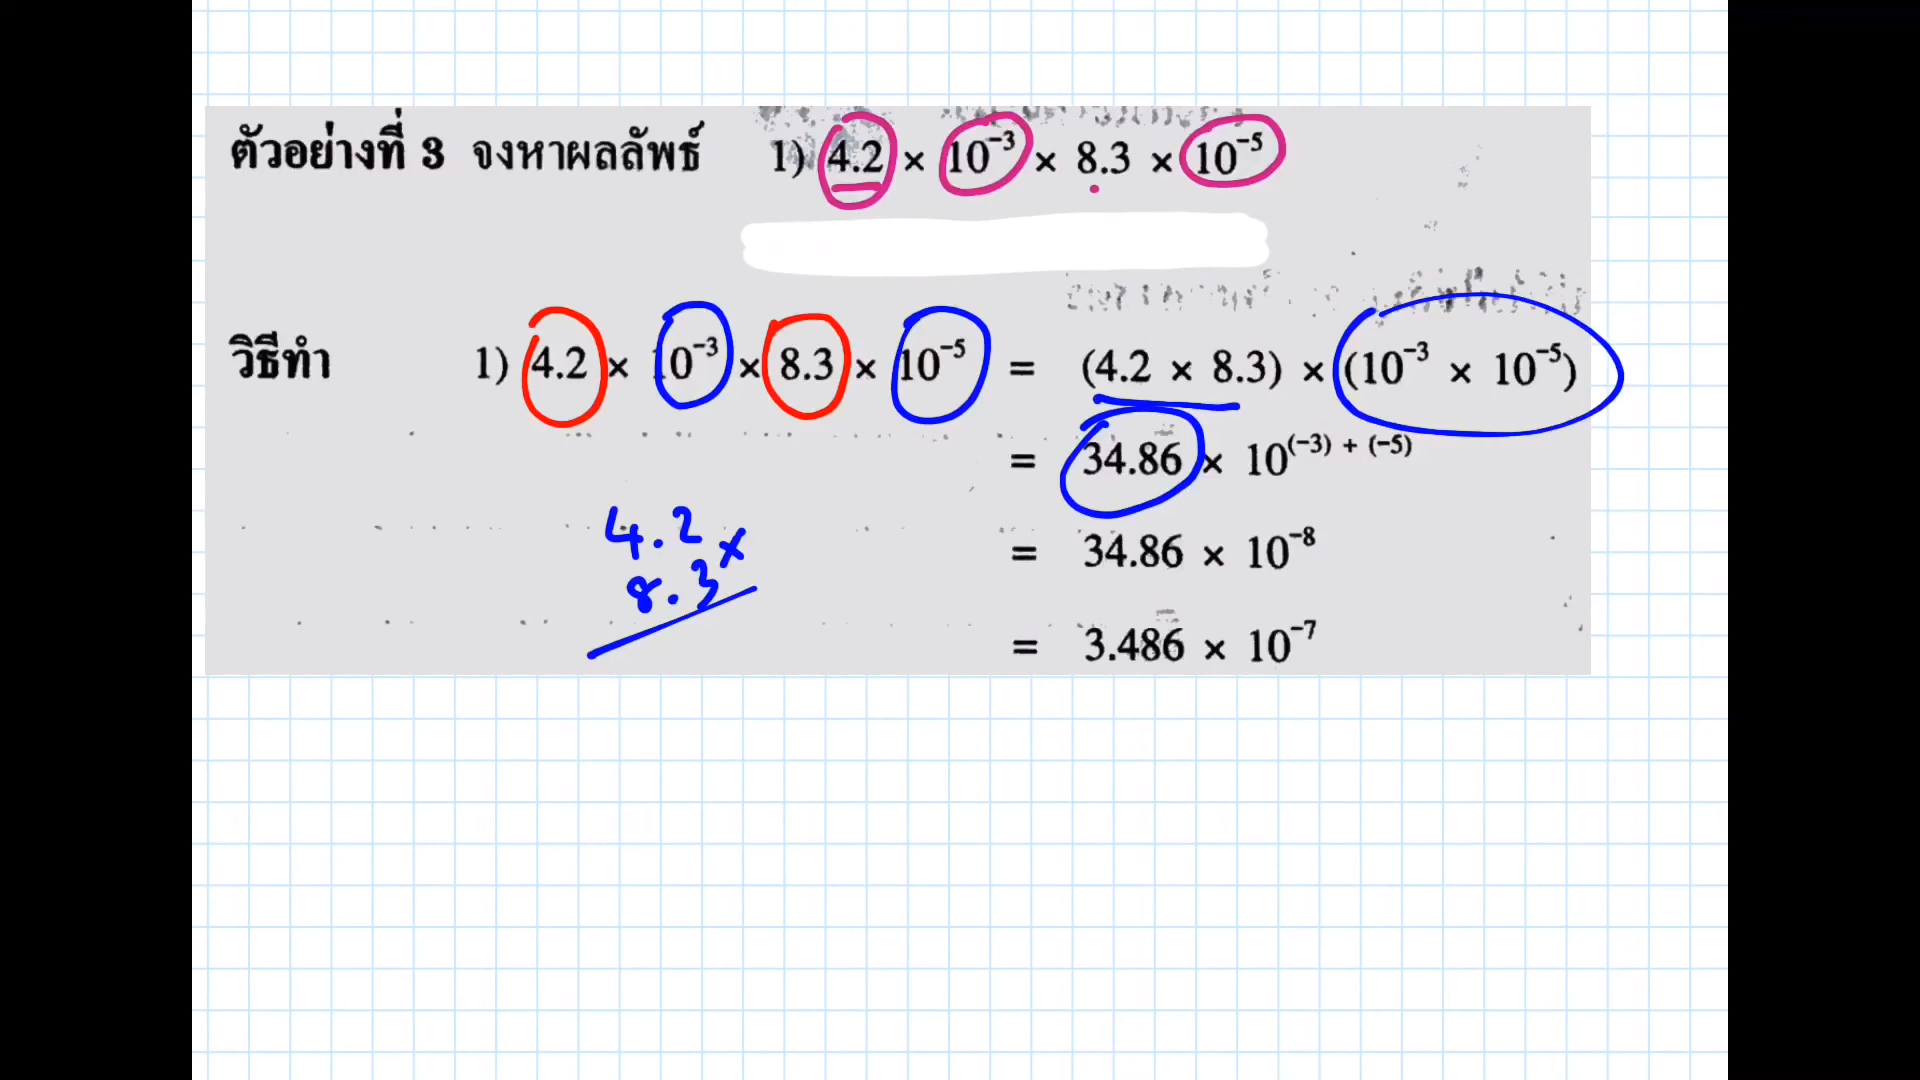 ตัวอย่างที่ 3 จงหาผลลัพธ์ 1) 4.2 × 10⁻³ × 8.3 × 10⁻⁵
วิธีทำ 1) 4.2 × 10⁻³ × 8.3 × 10⁻⁵ = (4.2 × 8.3) × (10⁻³ × 10⁻⁵)
= 34.86 × 10⁽⁻³⁾ ⁺ ⁽⁻⁵⁾
4.2 ×
8.3
= 34.86 × 10⁻⁸
= 3.486 × 10⁻⁷